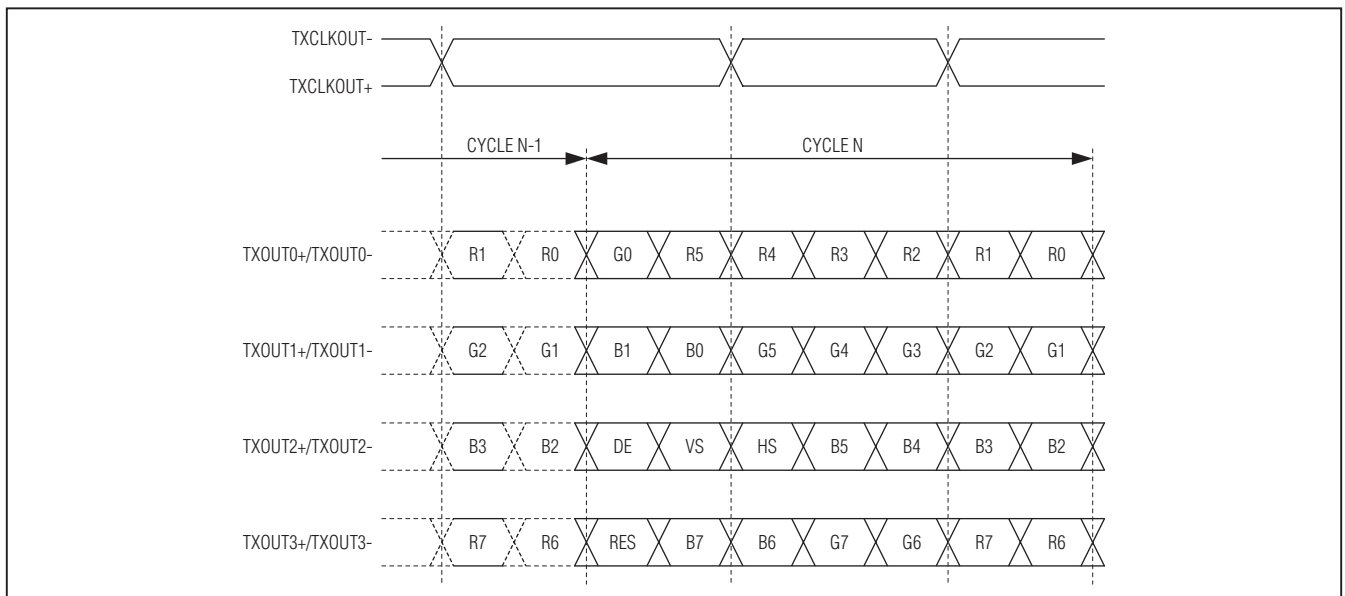 TXCLKOUT-
TXCLKOUT+
CYCLE N-1 CYCLE N
TXOUT0+/TXOUT0- R1 R0 G0 R5 R4 R3 R2 R1 R0
TXOUT1+/TXOUT1- G2 G1 B1 B0 G5 G4 G3 G2 G1
TXOUT2+/TXOUT2- B3 B2 DE VS HS B5 B4 B3 B2
TXOUT3+/TXOUT3- R7 R6 RES B7 B6 G7 G6 R7 R6